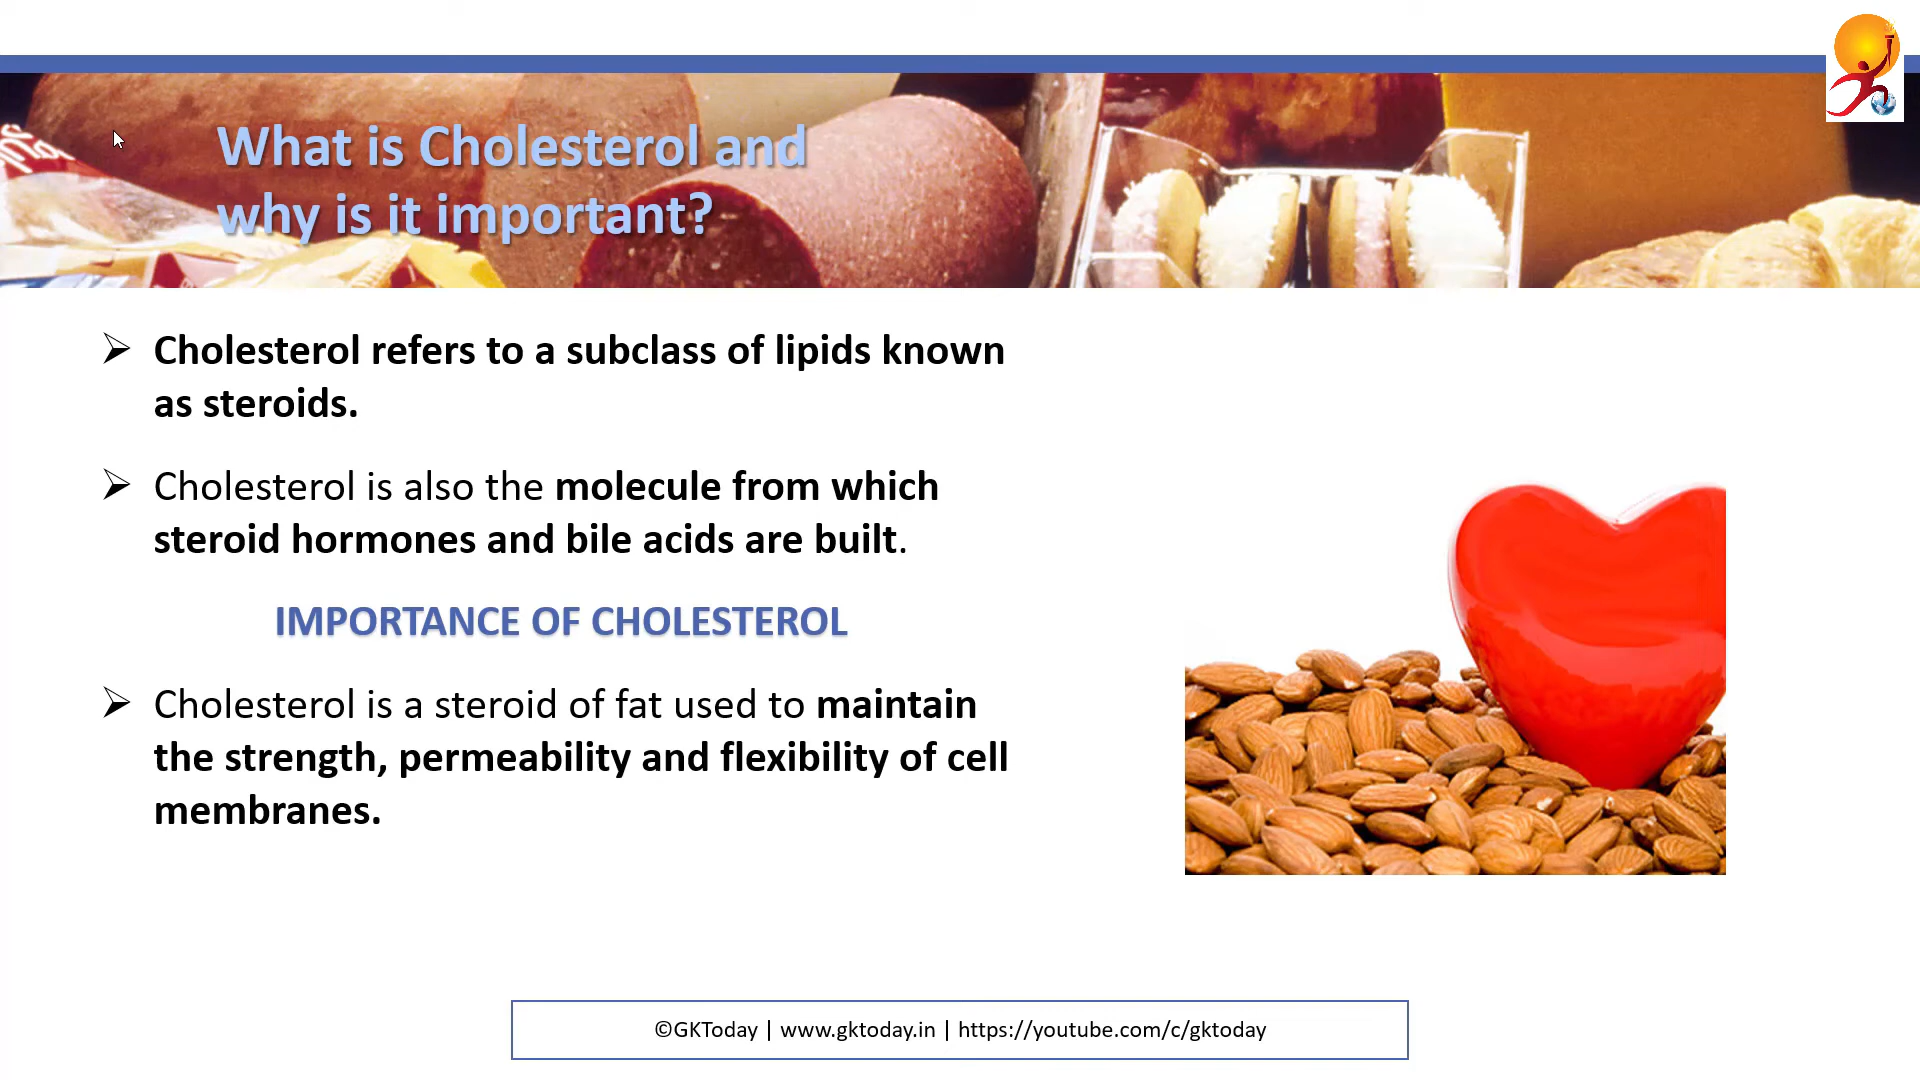 What is Cholesterol and
why is it important?
➢ Cholesterol refers to a subclass of lipids known
as steroids.
➢ Cholesterol is also the molecule from which
steroid hormones and bile acids are built.
IMPORTANCE OF CHOLESTEROL
➢ Cholesterol is a steroid of fat used to maintain
the strength, permeability and flexibility of cell
membranes.
©GKToday | www.gktoday.in | https://youtube.com/c/gktoday